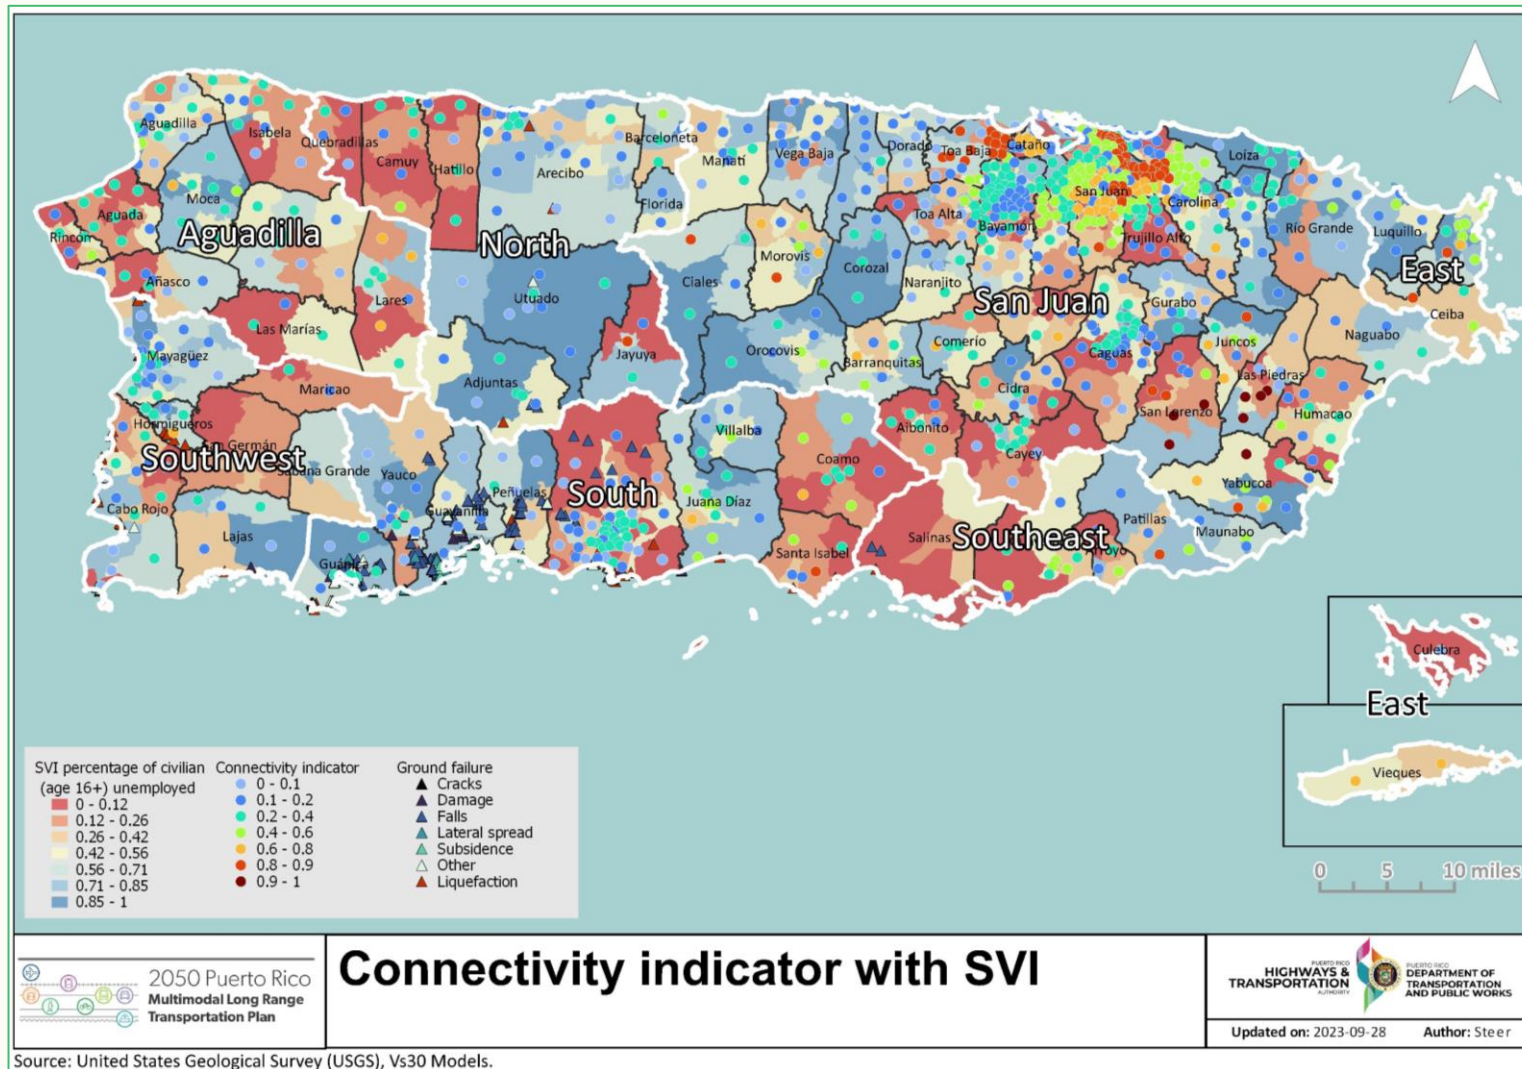 Aguadilla
Isabela
Quebradillas
Camuy
Hatillo
Arecibo
Barceloneta
Manatí
Vega Baja
Dorado
Toa Baja
Cataño
San Juan
Loíza
Carolina
Moca
Aguada
Rincón
Aguadilla
North
Florida
Toa Alta
Bayamón
Trujillo Alto
Río Grande
Luquillo
East
Añasco
Lares
Utuado
Ciales
Morovis
Corozal
Naranjito
San Juan
Gurabo
Ceiba
Las Marías
Mayagüez
Jayuya
Orocovis
Barranquitas
Comerío
Caguas
Juncos
Naguabo
Maricao
Adjuntas
Cidra
Las Piedras
San Lorenzo
Humacao
Hormigueros
Germán
Southwest
Grande
Yauco
Villalba
Aibonito
Cayey
Coamo
Peñuelas
South
Guayanilla
Juana Díaz
Yabucoa
Cabo Rojo
Lajas
Patillas
Maunabo
Salinas
Southeast
Santa Isabel
Culebra
East
Vieques
0 5 10 miles
SVI percentage of civilian
(age 16+) unemployed
0 - 0.12
0.12 - 0.26
0.26 - 0.42
0.42 - 0.56
0.56 - 0.71
0.71 - 0.85
0.85 - 1
Connectivity indicator
0 - 0.1
0.1 - 0.2
0.2 - 0.4
0.4 - 0.6
0.6 - 0.8
0.8 - 0.9
0.9 - 1
Ground failure
Cracks
Damage
Falls
Lateral spread
Subsidence
Other
Liquefaction
2050 Puerto Rico
Multimodal Long Range
Transportation Plan
Connectivity indicator with SVI
PUERTO RICO
HIGHWAYS &
TRANSPORTATION
AUTHORITY
PUERTO RICO
DEPARTMENT OF
TRANSPORTATION
AND PUBLIC WORKS
Updated on: 2023-09-28 Author: Steer
Source: United States Geological Survey (USGS), Vs30 Models.